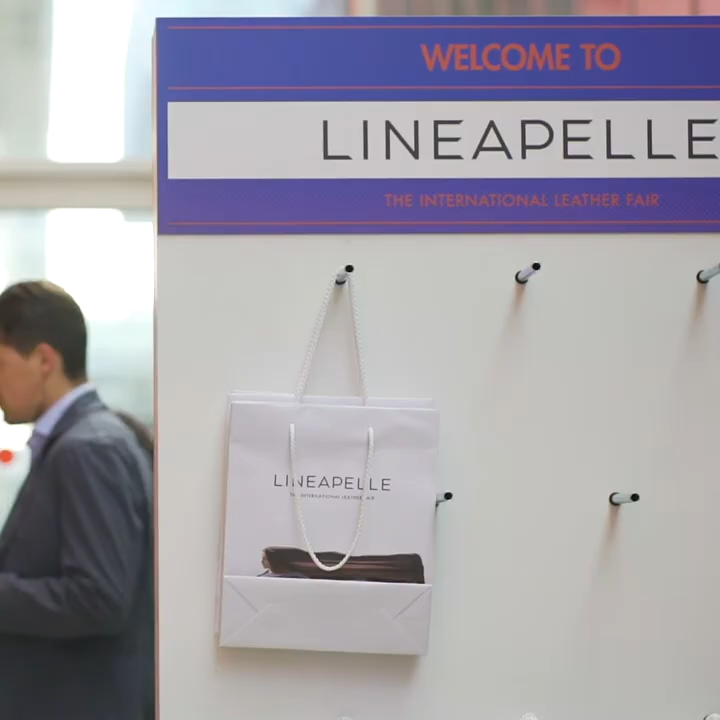 WELCOME TO
LINEAPELLE
THE INTERNATIONAL LEATHER FAIR
LINEAPELLE
THE INTERNATIONAL LEATHER FAIR